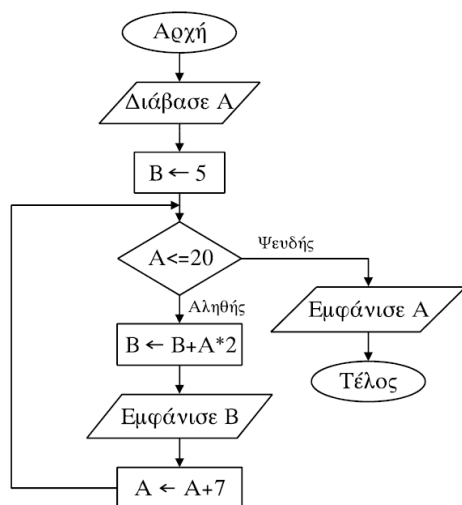 Αρχή
Διάβασε Α
Β ← 5
Α<=20
Ψευδής
Αληθής
Εμφάνισε Α
Β ← Β+Α*2
Τέλος
Εμφάνισε Β
Α ← Α+7